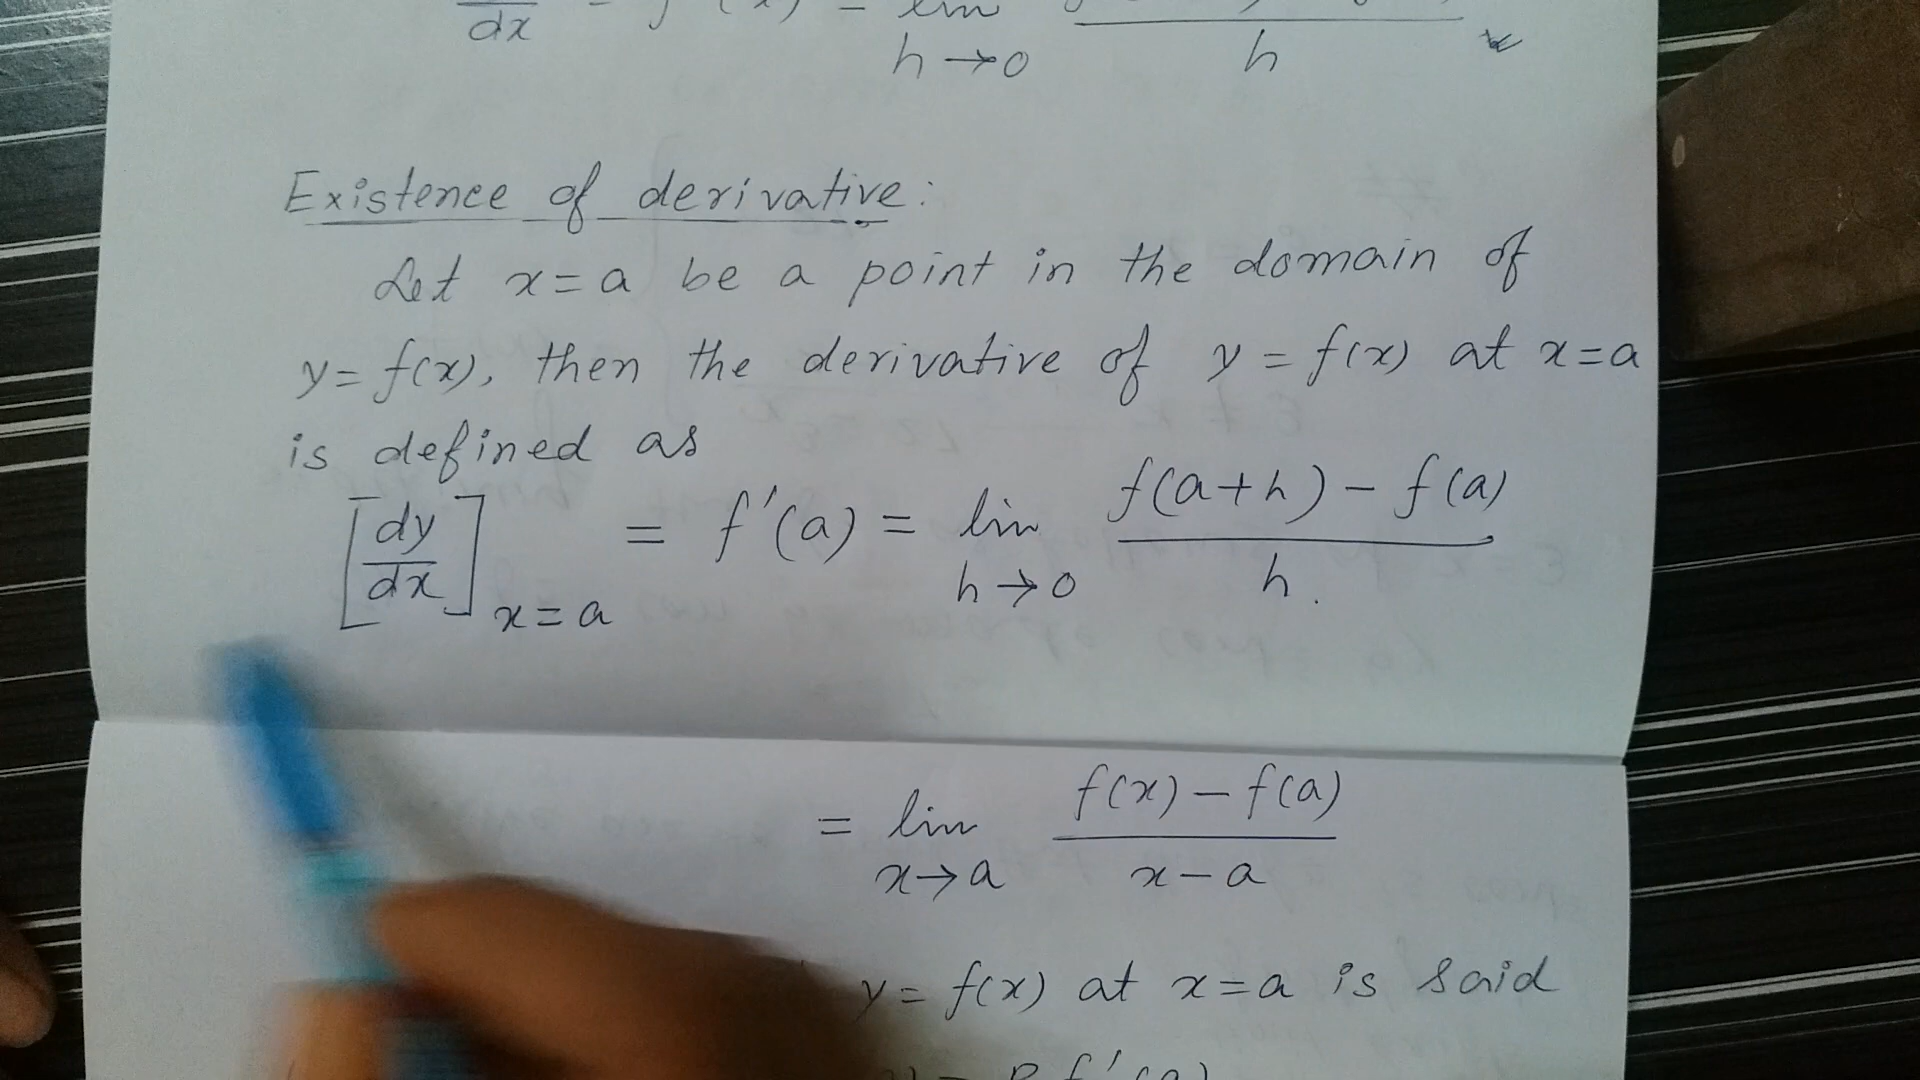 dx h→0 h
Existence of derivative:
Let x = a be a point in the domain of
y = f(x), then the derivative of y = f(x) at x = a
is defined as
[dy/dx] x = a = f'(a) = lim h→0 f(a+h) - f(a) / h.
= lim x→a f(x) - f(a) / x - a
y = f(x) at x = a is said
f'(a)